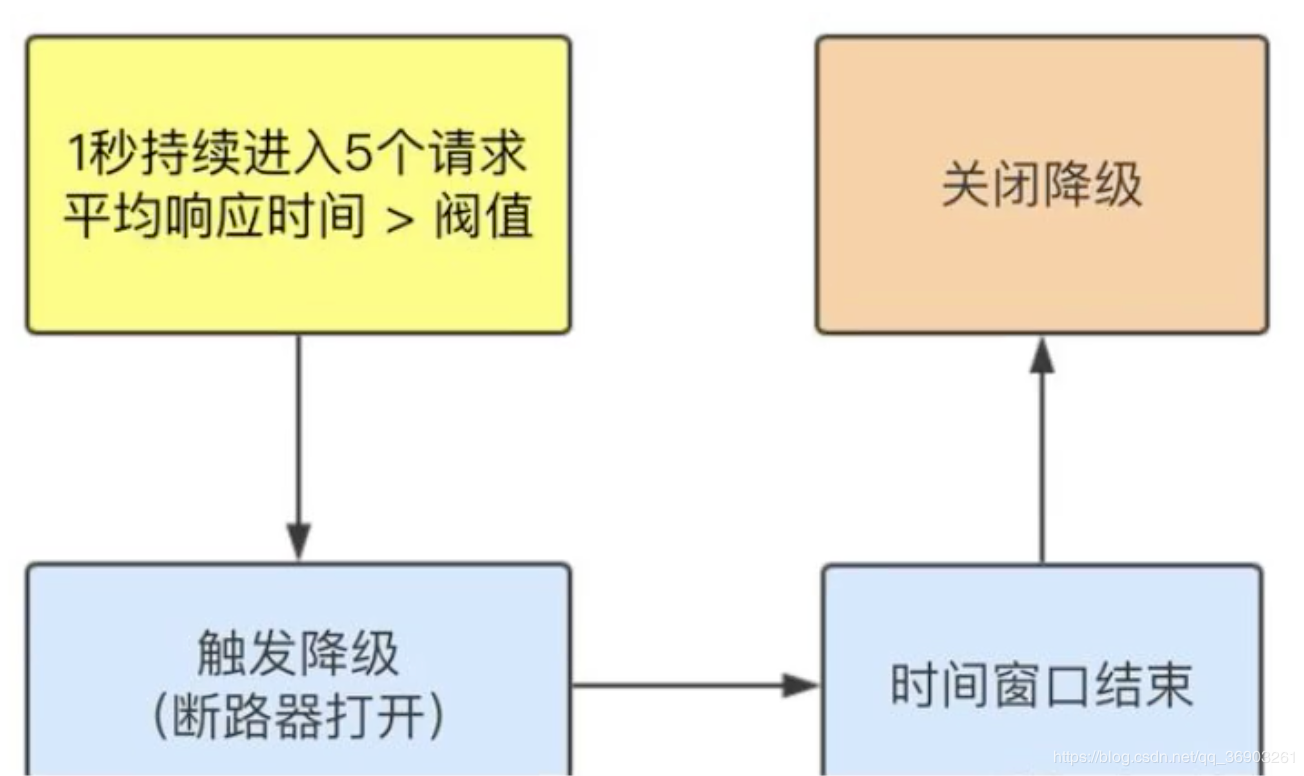 1秒持续进入5个请求
平均响应时间 > 阀值
关闭降级
触发降级
(断路器打开)
时间窗口结束
https://blog.csdn.net/qq_36903261